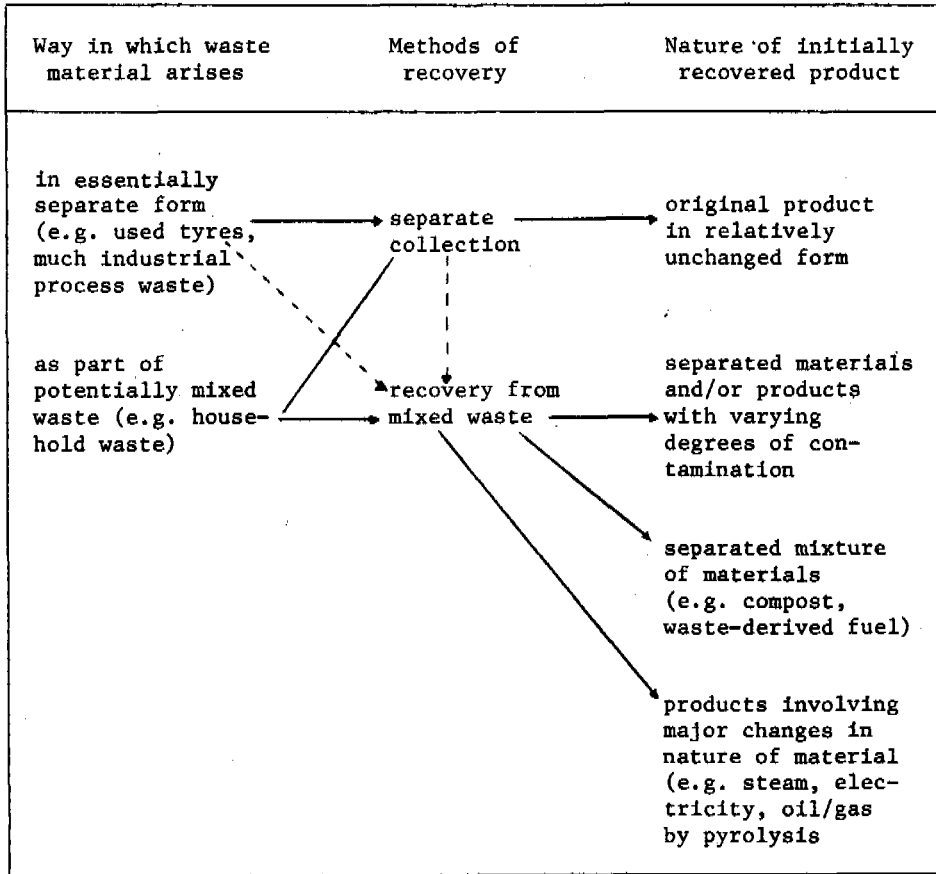 Way in which waste
material arises
Methods of
recovery
Nature of initially
recovered product
in essentially
separate form
(e.g. used tyres,
much industrial
process waste)
separate
collection
original product
in relatively
unchanged form
as part of
potentially mixed
waste (e.g. house-
hold waste)
recovery from
mixed waste
separated materials
and/or products
with varying
degrees of con-
tamination
separated mixture
of materials
(e.g. compost,
waste-derived fuel)
products involving
major changes in
nature of material
(e.g. steam, elec-
tricity, oil/gas
by pyrolysis